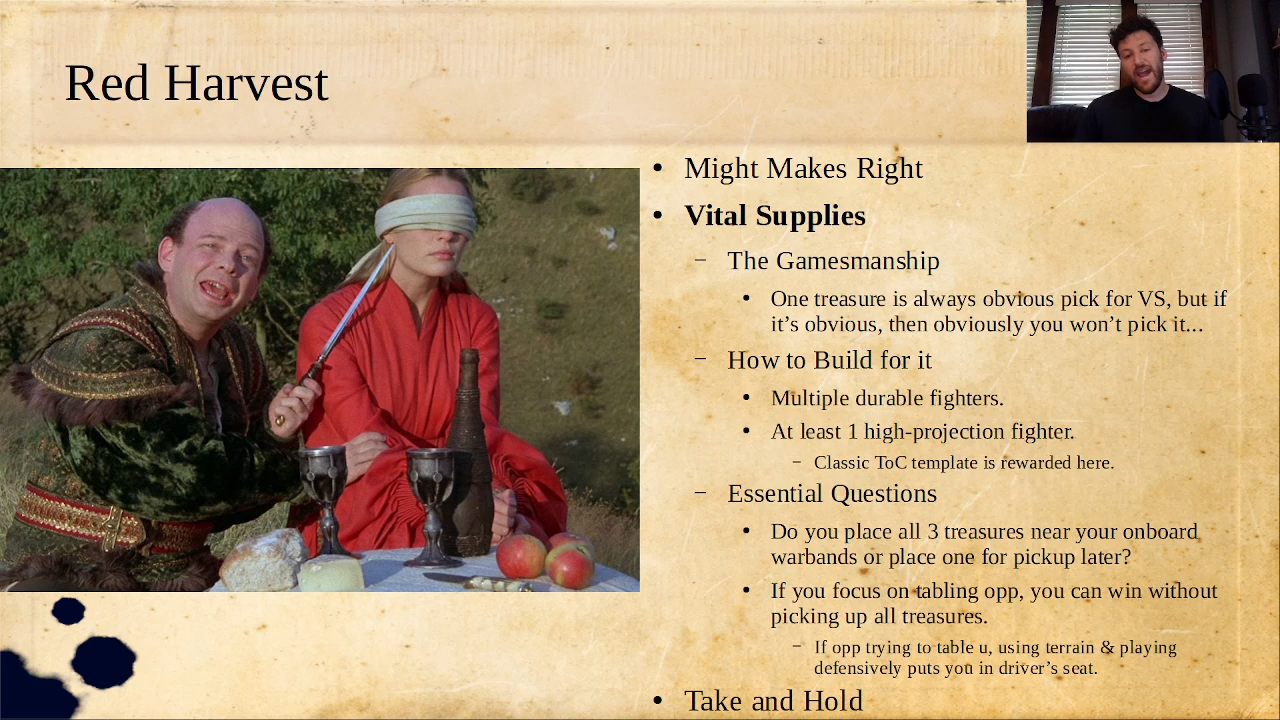 Red Harvest
• Might Makes Right
• Vital Supplies
– The Gamesmanship
• One treasure is always obvious pick for VS, but if
it’s obvious, then obviously you won’t pick it...
– How to Build for it
• Multiple durable fighters.
• At least 1 high-projection fighter.
– Classic ToC template is rewarded here.
– Essential Questions
• Do you place all 3 treasures near your onboard
warbands or place one for pickup later?
• If you focus on tabling opp, you can win without
picking up all treasures.
– If opp trying to table u, using terrain & playing
defensively puts you in driver’s seat.
• Take and Hold